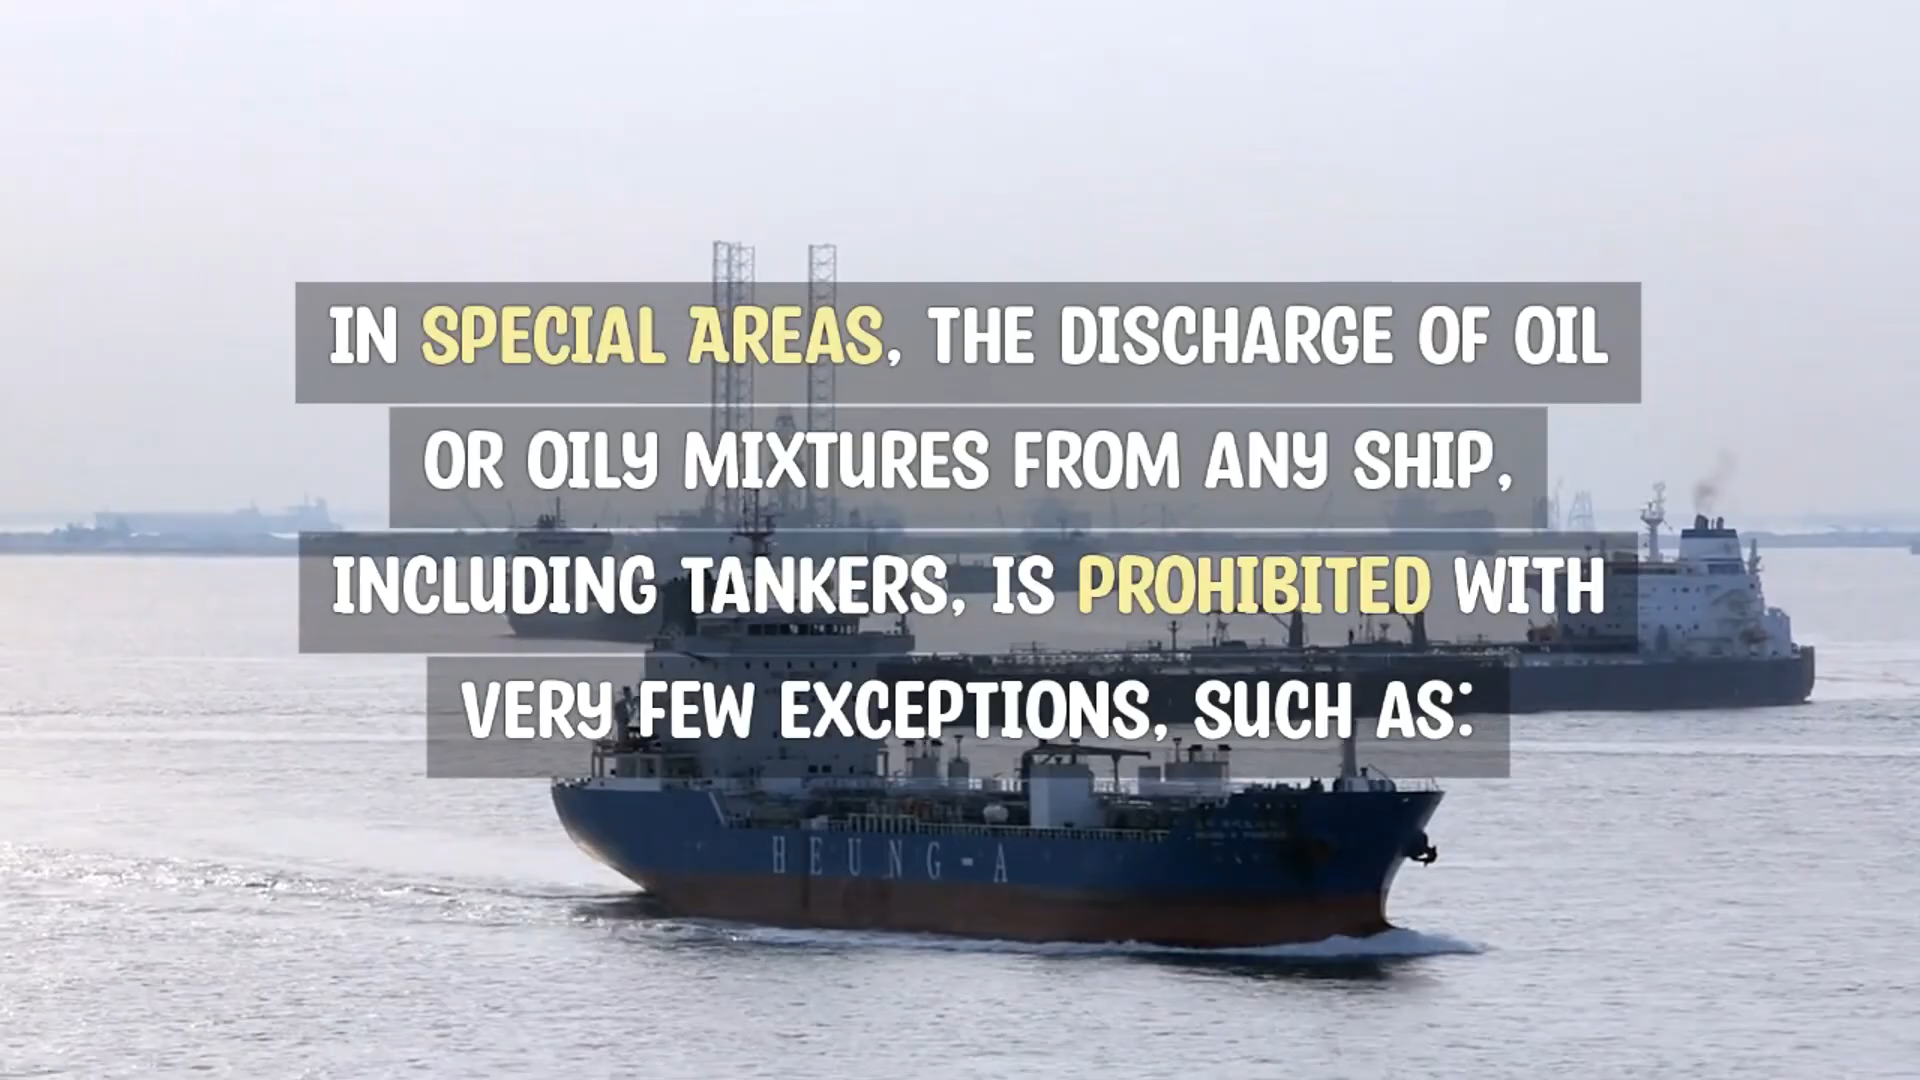 IN SPECIAL AREAS, THE DISCHARGE OF OIL
OR OILY MIXTURES FROM ANY SHIP,
INCLUDING TANKERS, IS PROHIBITED WITH
VERY FEW EXCEPTIONS, SUCH AS:
HEUNG-A